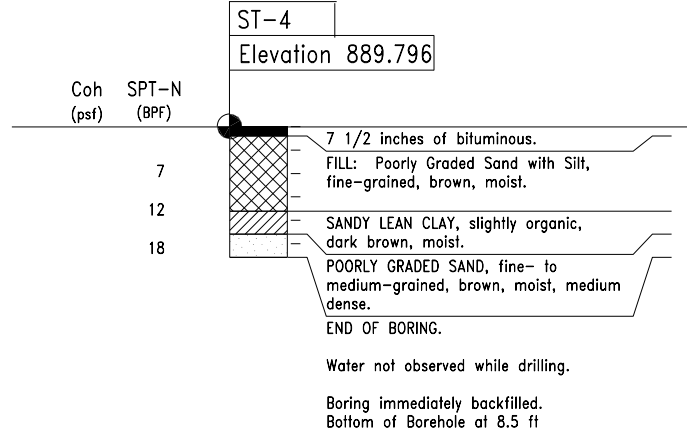 ST-4
Elevation 889.796
Coh SPT-N
(psf) (BPF)
7 1/2 inches of bituminous.
7
FILL: Poorly Graded Sand with Silt,
fine-grained, brown, moist.
12
SANDY LEAN CLAY, slightly organic,
dark brown, moist.
18
POORLY GRADED SAND, fine- to
medium-grained, brown, moist, medium
dense.
END OF BORING.
Water not observed while drilling.
Boring immediately backfilled.
Bottom of Borehole at 8.5 ft